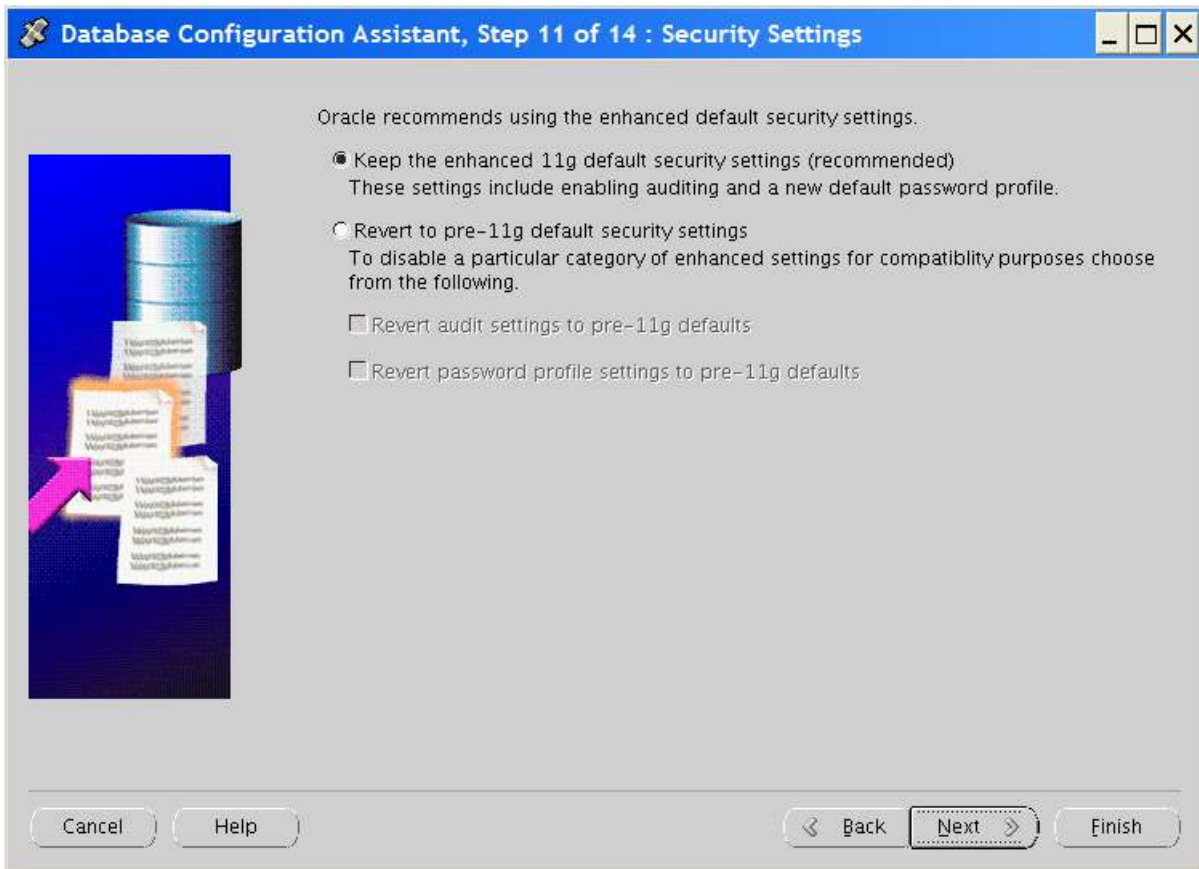 Database Configuration Assistant, Step 11 of 14 : Security Settings
Oracle recommends using the enhanced default security settings.
Keep the enhanced 11g default security settings (recommended)
These settings include enabling auditing and a new default password profile.
Revert to pre-11g default security settings
To disable a particular category of enhanced settings for compatiblity purposes choose
from the following.
Revert audit settings to pre-11g defaults
Revert password profile settings to pre-11g defaults
Cancel
Help
Back
Next
Finish